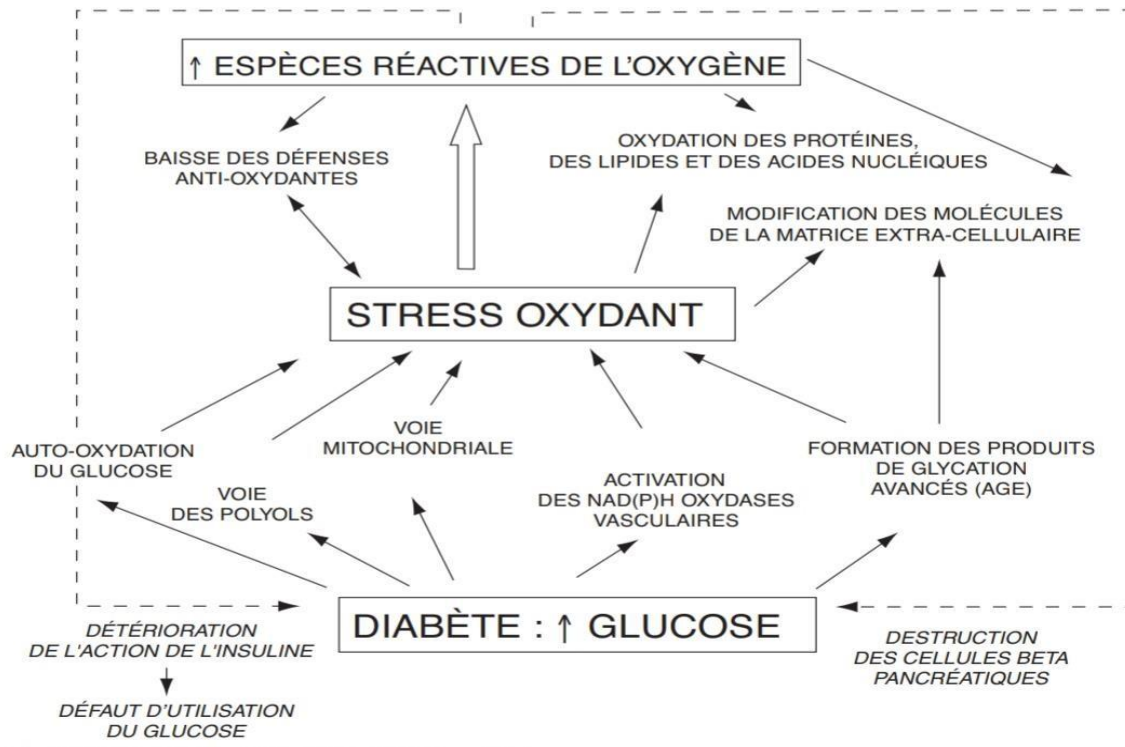 ↑ ESPÈCES RÉACTIVES DE L'OXYGÈNE
BAISSE DES DÉFENSES
ANTI-OXYDANTES
OXYDATION DES PROTÉINES,
DES LIPIDES ET DES ACIDES NUCLÉIQUES
MODIFICATION DES MOLÉCULES
DE LA MATRICE EXTRA-CELLULAIRE
STRESS OXYDANT
AUTO-OXYDATION
DU GLUCOSE
VOIE
DES POLYOLS
VOIE
MITOCHONDRIALE
ACTIVATION
DES NAD(P)H OXYDASES
VASCULAIRES
FORMATION DES PRODUITS
DE GLYCATION
AVANCÉS (AGE)
DIABÈTE : ↑ GLUCOSE
DÉTÉRIORATION
DE L'ACTION DE L'INSULINE
DÉFAUT D'UTILISATION
DU GLUCOSE
DESTRUCTION
DES CELLULES BETA
PANCRÉATIQUES